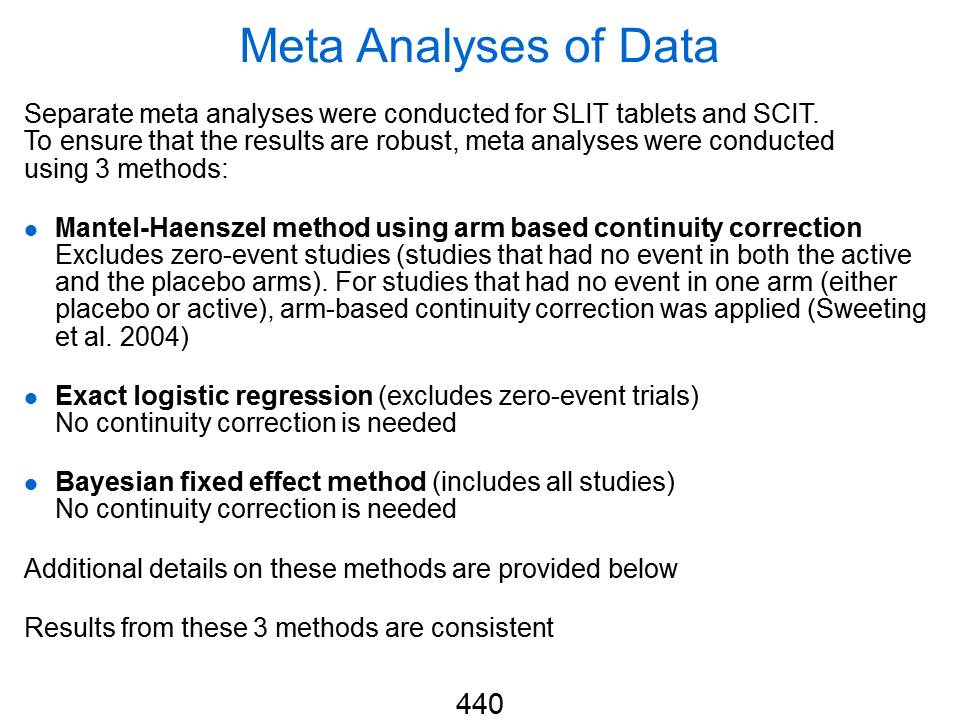 Meta Analyses of Data
Separate meta analyses were conducted for SLIT tablets and SCIT.
To ensure that the results are robust, meta analyses were conducted
using 3 methods:
● Mantel-Haenszel method using arm based continuity correction
Excludes zero-event studies (studies that had no event in both the active
and the placebo arms). For studies that had no event in one arm (either
placebo or active), arm-based continuity correction was applied (Sweeting
et al. 2004)
● Exact logistic regression (excludes zero-event trials)
No continuity correction is needed
● Bayesian fixed effect method (includes all studies)
No continuity correction is needed
Additional details on these methods are provided below
Results from these 3 methods are consistent
440